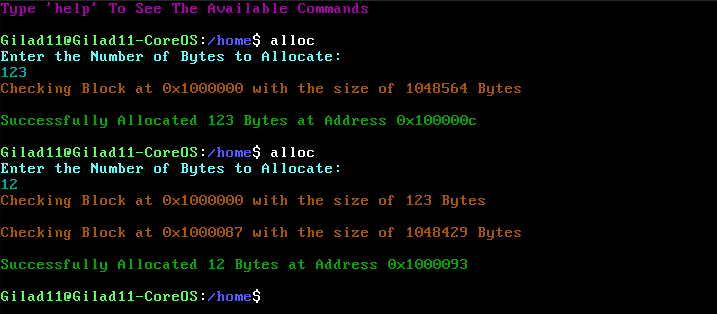 Type 'help' To See The Available Commands
Gilad11@Gilad11-CoreOS:/home$ alloc
Enter the Number of Bytes to Allocate:
123
Checking Block at 0x1000000 with the size of 1048564 Bytes
Successfully Allocated 123 Bytes at Address 0x100000c
Gilad11@Gilad11-CoreOS:/home$ alloc
Enter the Number of Bytes to Allocate:
12
Checking Block at 0x1000000 with the size of 123 Bytes
Checking Block at 0x1000087 with the size of 1048429 Bytes
Successfully Allocated 12 Bytes at Address 0x1000093
Gilad11@Gilad11-CoreOS:/home$